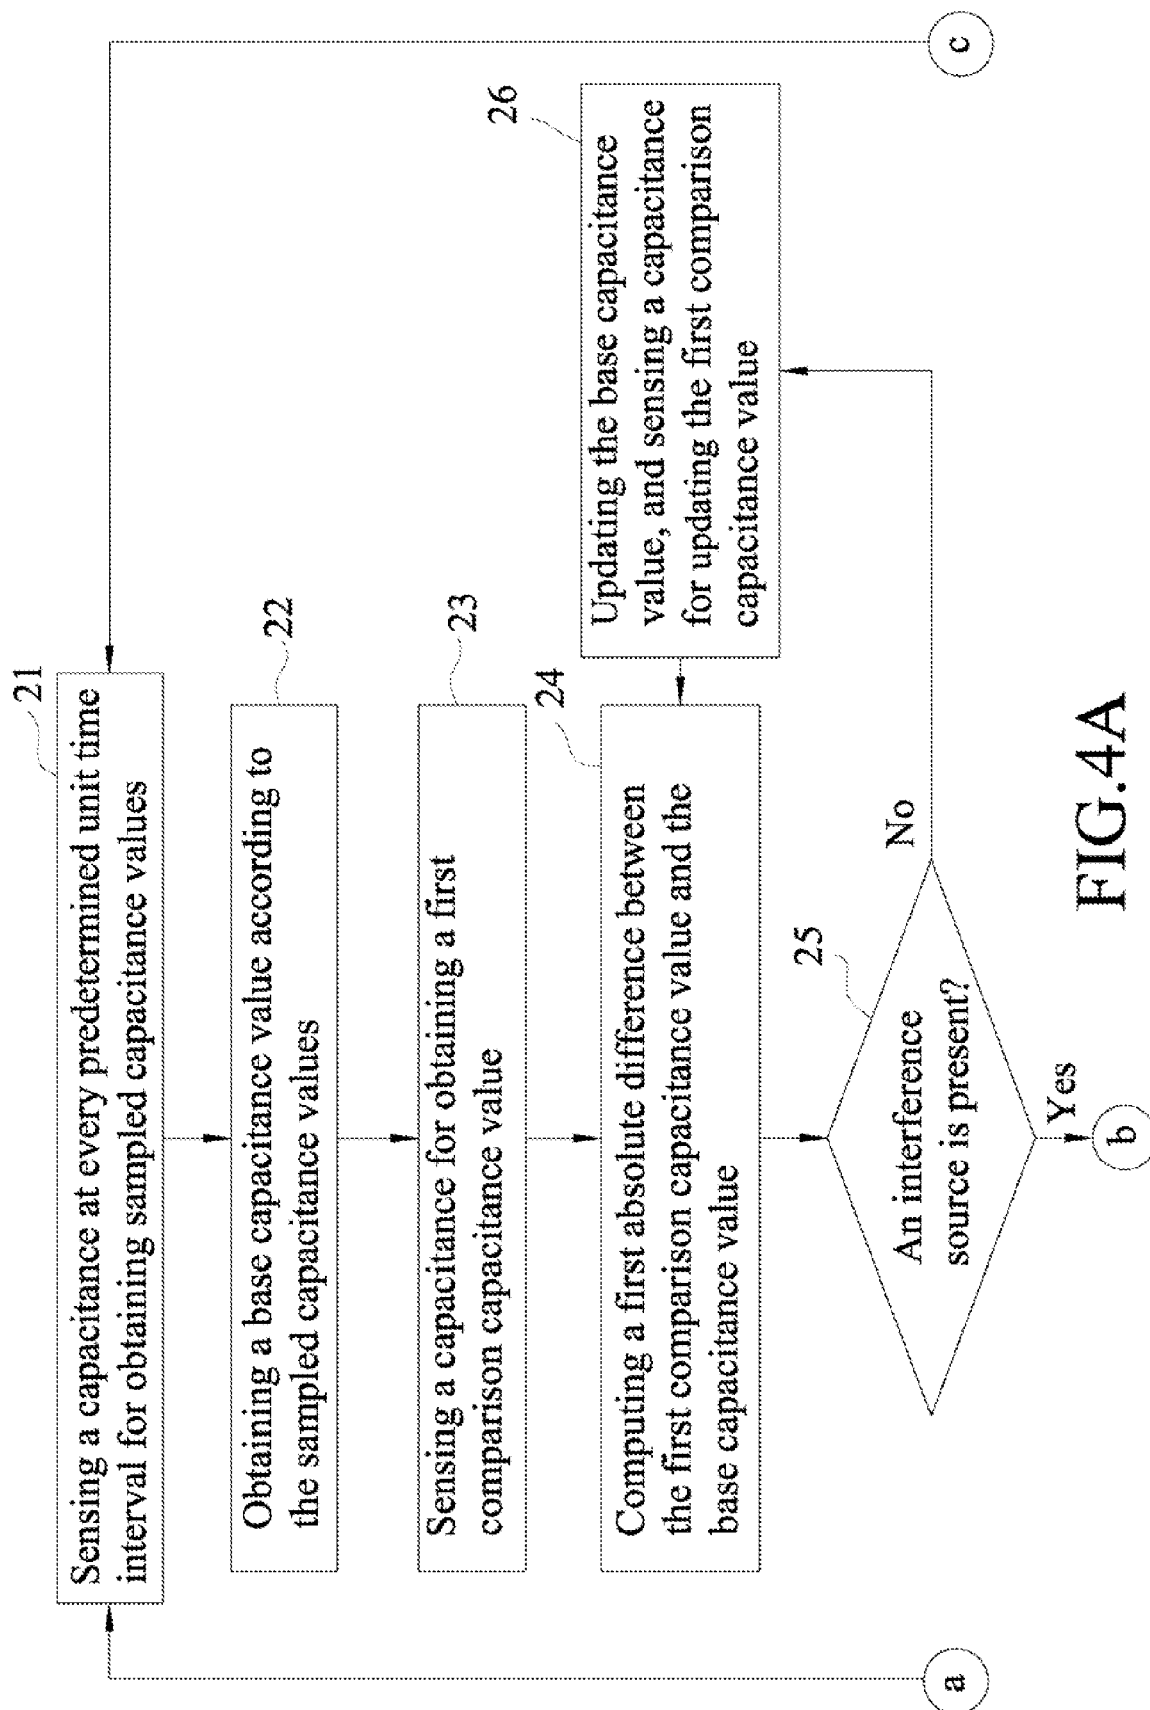 21
Sensing a capacitance at every predetermined unit time
interval for obtaining sampled capacitance values
22
Obtaining a base capacitance value according to
the sampled capacitance values
23
Sensing a capacitance for obtaining a first
comparison capacitance value
24
Computing a first absolute difference between
the first comparison capacitance value and the
base capacitance value
26
Updating the base capacitance
value, and sensing a capacitance
for updating the first comparison
capacitance value
25
An interference
source is present?
No
Yes
a
b
c
FIG.4A